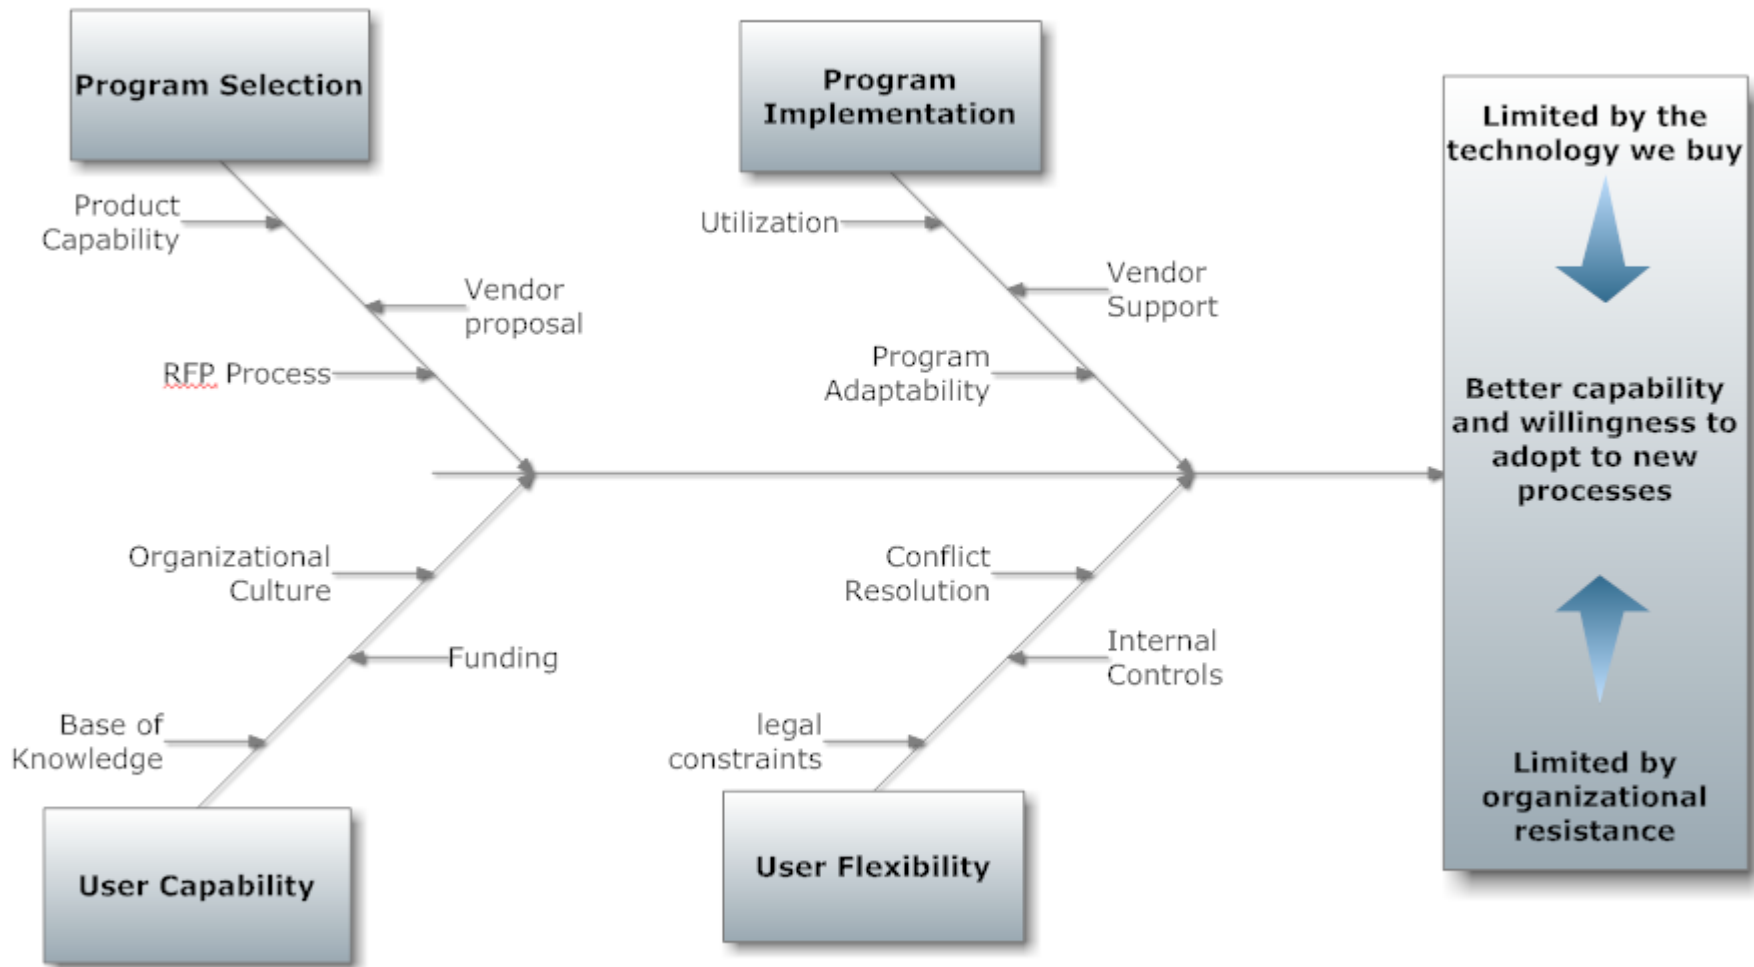 Program Selection
Program
Implementation
Limited by the
technology we buy
Product
Capability
Vendor
proposal
RFP Process
Utilization
Vendor
Support
Program
Adaptability
Better capability
and willingness to
adopt to new
processes
Organizational
Culture
Funding
Base of
Knowledge
Conflict
Resolution
Internal
Controls
legal
constraints
Limited by
organizational
resistance
User Capability
User Flexibility